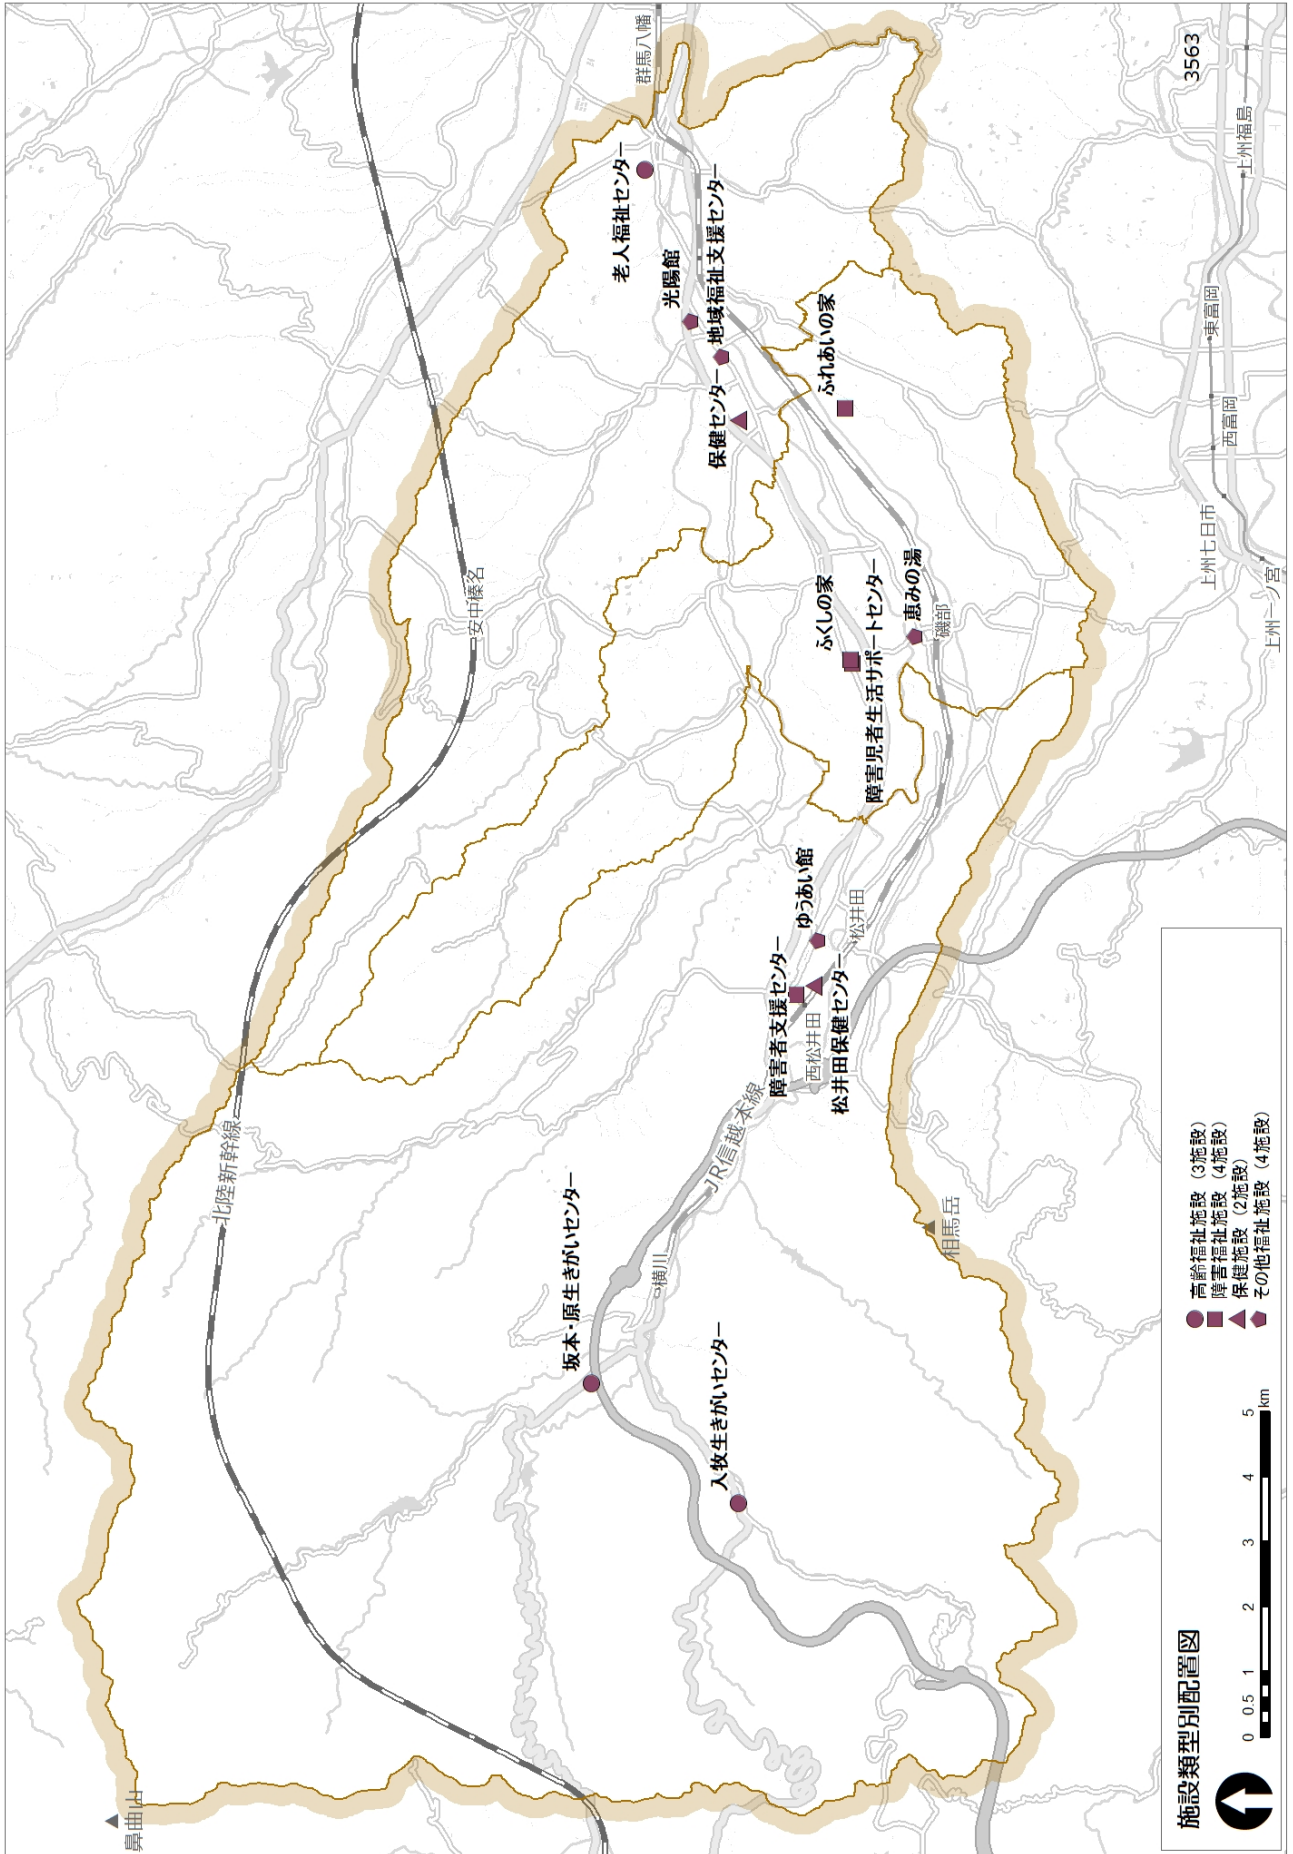 群馬八幡
3563
老人福祉センター
光陽館
地域福祉支援センター
保健センター
ふれあいの家
上州福島
東富岡
西富岡
上州七日市
上州一ノ宮
安中榛名
ふくしの家
障害児者生活サポートセンター
恵みの湯
磯部
ゆうあい館
松井田
障害者支援センター
西松井田
松井田保健センター
JR信越本線
北陸新幹線
坂本・原生きがいセンター
横川
入牧生きがいセンター
相馬岳
鼻曲山
高齢福祉施設（3施設）
障害福祉施設（4施設）
保健施設（2施設）
その他福祉施設（4施設）
施設類型別配置図
0 0.5 1 2 3 4 5
km